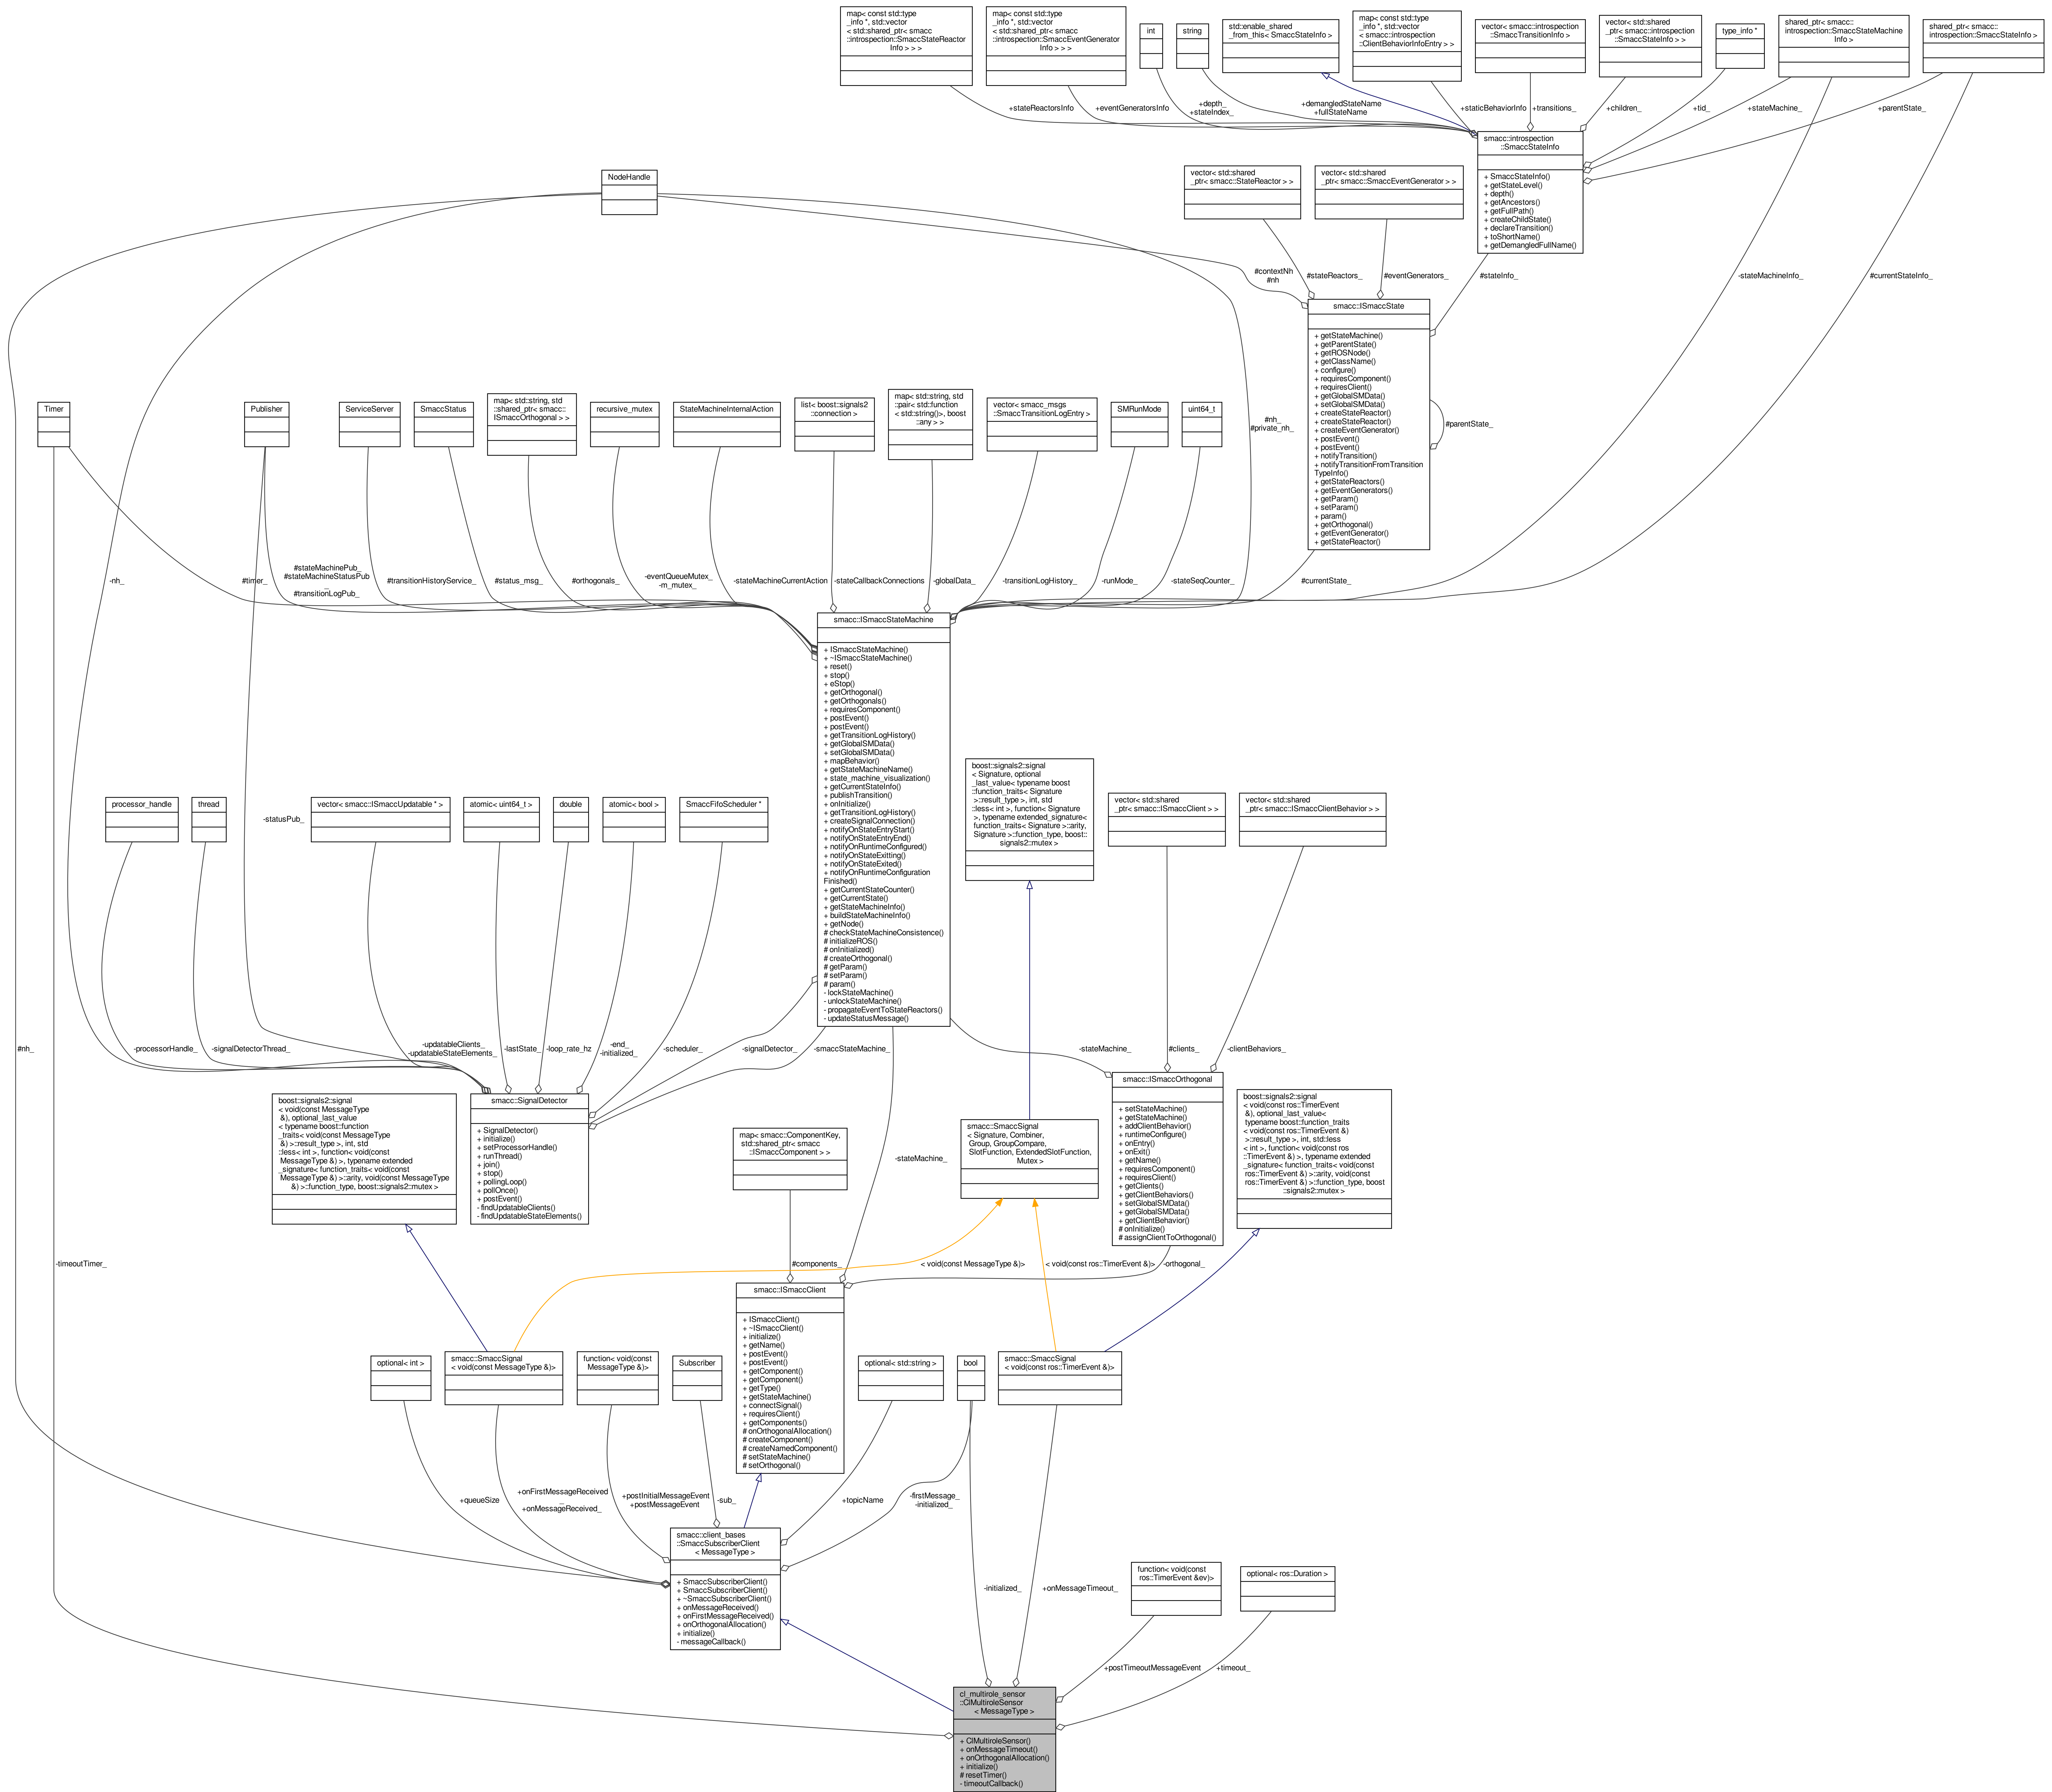 map< const std::type
_info *, std::vector
< std::shared_ptr< smacc
::introspection::SmaccStateReactor
Info > > >
map< const std::type
_info *, std::vector
< std::shared_ptr< smacc
::introspection::SmaccEventGenerator
Info > > >
int
string
std::enable_shared
_from_this< SmaccStateInfo >
map< const std::type
_info *, std::vector
< smacc::introspection
::ClientBehaviorInfoEntry > >
vector< smacc::introspection
::SmaccTransitionInfo >
vector< std::shared
_ptr< smacc::introspection
::SmaccStateInfo > >
type_info *
shared_ptr< smacc::
introspection::SmaccStateMachine
Info >
shared_ptr< smacc::
introspection::SmaccStateInfo >
+stateReactorsInfo
+eventGeneratorsInfo
+depth_
+stateIndex_
+demangledStateName
+fullStateName
+staticBehaviorInfo
+transitions_
+children_
+tid_
+stateMachine_
+parentState_
smacc::introspection
::SmaccStateInfo
+ SmaccStateInfo()
+ getStateLevel()
+ depth()
+ getAncestors()
+ getFullPath()
+ createChildState()
+ declareTransition()
+ toShortName()
+ getDemangledFullName()
NodeHandle
vector< std::shared
_ptr< smacc::StateReactor > >
vector< std::shared
_ptr< smacc::SmaccEventGenerator > >
#contextNh
#nh
#stateReactors_
#eventGenerators_
#stateInfo_
-stateMachineInfo_
#currentStateInfo_
smacc::ISmaccState
+ getStateMachine()
+ getParentState()
+ getROSNode()
+ getClassName()
+ configure()
+ requiresComponent()
+ requiresClient()
+ getGlobalSMData()
+ setGlobalSMData()
+ createStateReactor()
+ createStateReactor()
+ createEventGenerator()
+ postEvent()
+ postEvent()
+ notifyTransition()
+ notifyTransitionFromTransition
TypeInfo()
+ getStateReactors()
+ getEventGenerators()
+ getParam()
+ setParam()
+ param()
+ getOrthogonal()
+ getEventGenerator()
+ getStateReactor()
#parentState_
Timer
Publisher
ServiceServer
SmaccStatus
map< std::string, std
::shared_ptr< smacc::
ISmaccOrthogonal > >
recursive_mutex
StateMachineInternalAction
list< boost::signals2
::connection >
map< std::string, std
::pair< std::function
< std::string()>, boost
::any > >
vector< smacc_msgs
::SmaccTransitionLogEntry >
SMRunMode
uint64_t
#nh_
#private_nh_
-nh_
#timer_
#stateMachinePub_
#stateMachineStatusPub
_
#transitionLogPub_
#transitionHistoryService_
#status_msg_
#orthogonals_
-eventQueueMutex_
-m_mutex_
-stateMachineCurrentAction
-stateCallbackConnections
-globalData_
-transitionLogHistory_
-runMode_
-stateSeqCounter_
#currentState_
smacc::ISmaccStateMachine
+ ISmaccStateMachine()
+ ~ISmaccStateMachine()
+ reset()
+ stop()
+ eStop()
+ getOrthogonal()
+ getOrthogonals()
+ requiresComponent()
+ postEvent()
+ postEvent()
+ getTransitionLogHistory()
+ getGlobalSMData()
+ setGlobalSMData()
+ mapBehavior()
+ getStateMachineName()
+ state_machine_visualization()
+ getCurrentStateInfo()
+ publishTransition()
+ onInitialize()
+ getTransitionLogHistory()
+ createSignalConnection()
+ notifyOnStateEntryStart()
+ notifyOnStateEntryEnd()
+ notifyOnRuntimeConfigured()
+ notifyOnStateExitting()
+ notifyOnStateExited()
+ notifyOnRuntimeConfiguration
Finished()
+ getCurrentStateCounter()
+ getCurrentState()
+ getStateMachineInfo()
+ buildStateMachineInfo()
+ getNode()
# checkStateMachineConsistence()
# initializeROS()
# onInitialized()
# createOrthogonal()
# getParam()
# setParam()
# param()
- lockStateMachine()
- unlockStateMachine()
- propagateEventToStateReactors()
- updateStatusMessage()
boost::signals2::signal
< Signature, optional
_last_value< typename boost
::function_traits< Signature
>::result_type >, int, std
::less< int >, function< Signature
>, typename extended_signature<
function_traits< Signature >::arity,
Signature >::function_type, boost::
signals2::mutex >
vector< std::shared
_ptr< smacc::ISmaccClient > >
vector< std::shared
_ptr< smacc::ISmaccClientBehavior > >
processor_handle
thread
vector< smacc::ISmaccUpdatable * >
atomic< uint64_t >
double
atomic< bool >
SmaccFifoScheduler *
-statusPub_
#nh_
-processorHandle_
-signalDetectorThread_
-updatableClients_
-updatableStateElements_
-lastState_
-loop_rate_hz
-end_
-initialized_
-scheduler_
-signalDetector_
-smaccStateMachine_
-stateMachine_
#clients_
-clientBehaviors_
boost::signals2::signal
< void(const MessageType
&), optional_last_value
< typename boost::function
_traits< void(const MessageType
&) >::result_type >, int, std
::less< int >, function< void(const
MessageType &) >, typename extended
_signature< function_traits< void(const
MessageType &) >::arity, void(const MessageType
&) >::function_type, boost::signals2::mutex >
smacc::SignalDetector
+ SignalDetector()
+ initialize()
+ setProcessorHandle()
+ runThread()
+ join()
+ stop()
+ pollingLoop()
+ pollOnce()
+ postEvent()
- findUpdatableClients()
- findUpdatableStateElements()
map< smacc::ComponentKey,
std::shared_ptr< smacc
::ISmaccComponent > >
-stateMachine_
smacc::SmaccSignal
< Signature, Combiner,
Group, GroupCompare,
SlotFunction, ExtendedSlotFunction,
Mutex >
smacc::ISmaccOrthogonal
+ setStateMachine()
+ getStateMachine()
+ addClientBehavior()
+ runtimeConfigure()
+ onEntry()
+ onExit()
+ getName()
+ requiresComponent()
+ requiresClient()
+ getClients()
+ getClientBehaviors()
+ setGlobalSMData()
+ getGlobalSMData()
+ getClientBehavior()
# onInitialize()
# assignClientToOrthogonal()
boost::signals2::signal
< void(const ros::TimerEvent
&), optional_last_value<
typename boost::function_traits
< void(const ros::TimerEvent &)
>::result_type >, int, std::less
< int >, function< void(const ros
::TimerEvent &) >, typename extended
_signature< function_traits< void(const
ros::TimerEvent &) >::arity, void(const
ros::TimerEvent &) >::function_type, boost
::signals2::mutex >
-timeoutTimer_
#components_
< void(const MessageType &)>
< void(const ros::TimerEvent &)>
-orthogonal_
smacc::ISmaccClient
+ ISmaccClient()
+ ~ISmaccClient()
+ initialize()
+ getName()
+ postEvent()
+ postEvent()
+ getComponent()
+ getComponent()
+ getType()
+ getStateMachine()
+ connectSignal()
+ requiresClient()
+ getComponents()
# onOrthogonalAllocation()
# createComponent()
# createNamedComponent()
# setStateMachine()
# setOrthogonal()
optional< int >
smacc::SmaccSignal
< void(const MessageType &)>
function< void(const
MessageType &)>
Subscriber
optional< std::string >
bool
smacc::SmaccSignal
< void(const ros::TimerEvent &)>
+queueSize
+onFirstMessageReceived
_
+onMessageReceived_
+postInitialMessageEvent
+postMessageEvent
-sub_
+topicName
-firstMessage_
-initialized_
smacc::client_bases
::SmaccSubscriberClient
< MessageType >
+ SmaccSubscriberClient()
+ SmaccSubscriberClient()
+ ~SmaccSubscriberClient()
+ onMessageReceived()
+ onFirstMessageReceived()
+ onOrthogonalAllocation()
+ initialize()
- messageCallback()
-initialized_
+onMessageTimeout_
function< void(const
ros::TimerEvent &ev)>
optional< ros::Duration >
+postTimeoutMessageEvent
+timeout_
cl_multirole_sensor
::ClMultiroleSensor
< MessageType >
+ ClMultiroleSensor()
+ onMessageTimeout()
+ onOrthogonalAllocation()
+ initialize()
# resetTimer()
- timeoutCallback()